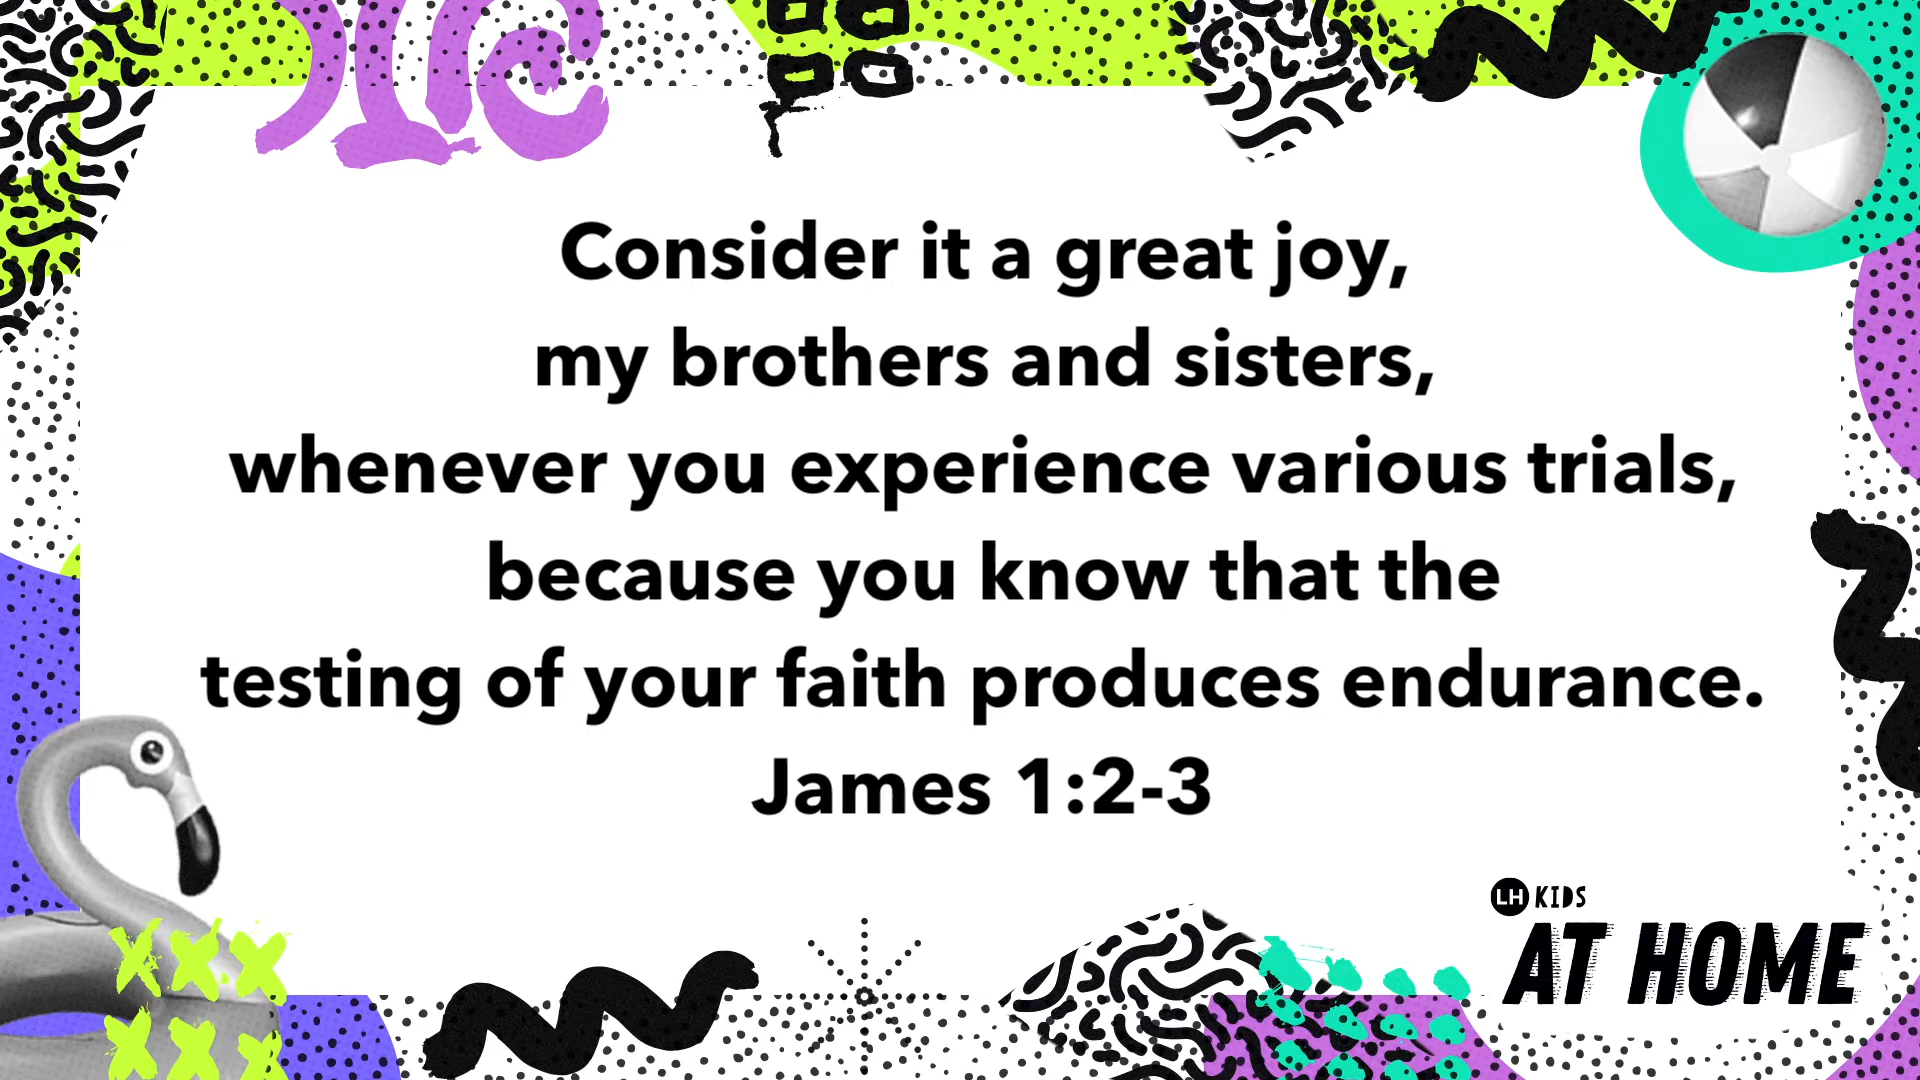 Consider it a great joy,
my brothers and sisters,
whenever you experience various trials,
because you know that the
testing of your faith produces endurance.
James 1:2-3
LH KIDS
AT HOME